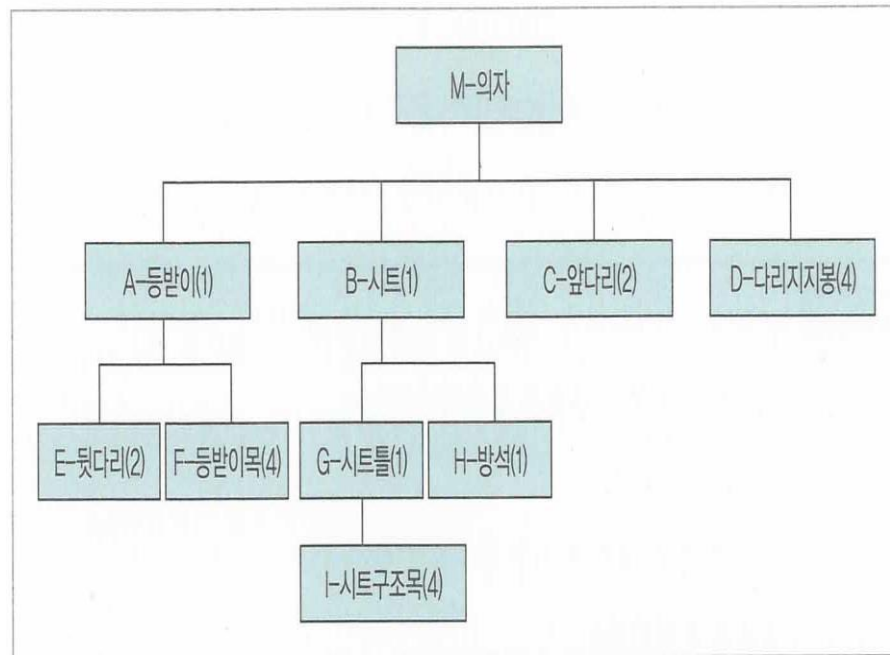 M-의자
A-등받이(1)
B-시트(1)
C-앞다리(2)
D-다리지지봉(4)
E-뒷다리(2)
F-등받이목(4)
G-시트틀(1)
H-방석(1)
I-시트구조목(4)